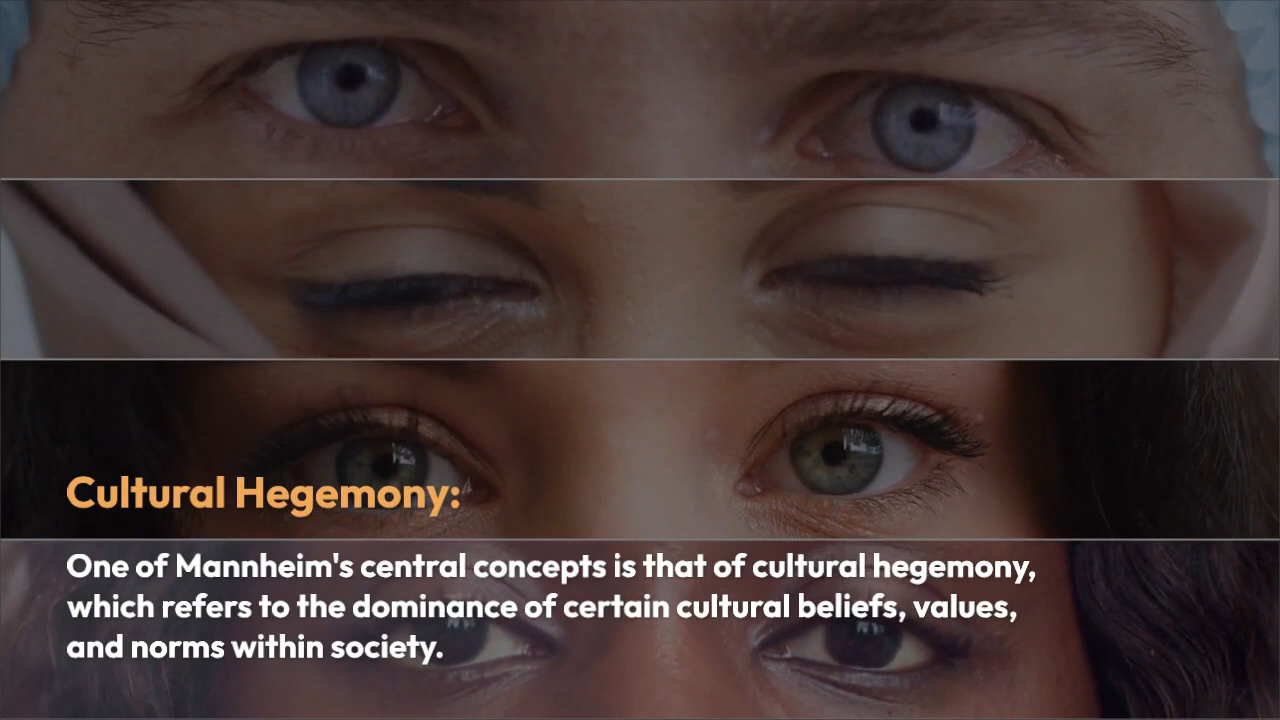 Cultural Hegemony:
One of Mannheim's central concepts is that of cultural hegemony,
which refers to the dominance of certain cultural beliefs, values,
and norms within society.